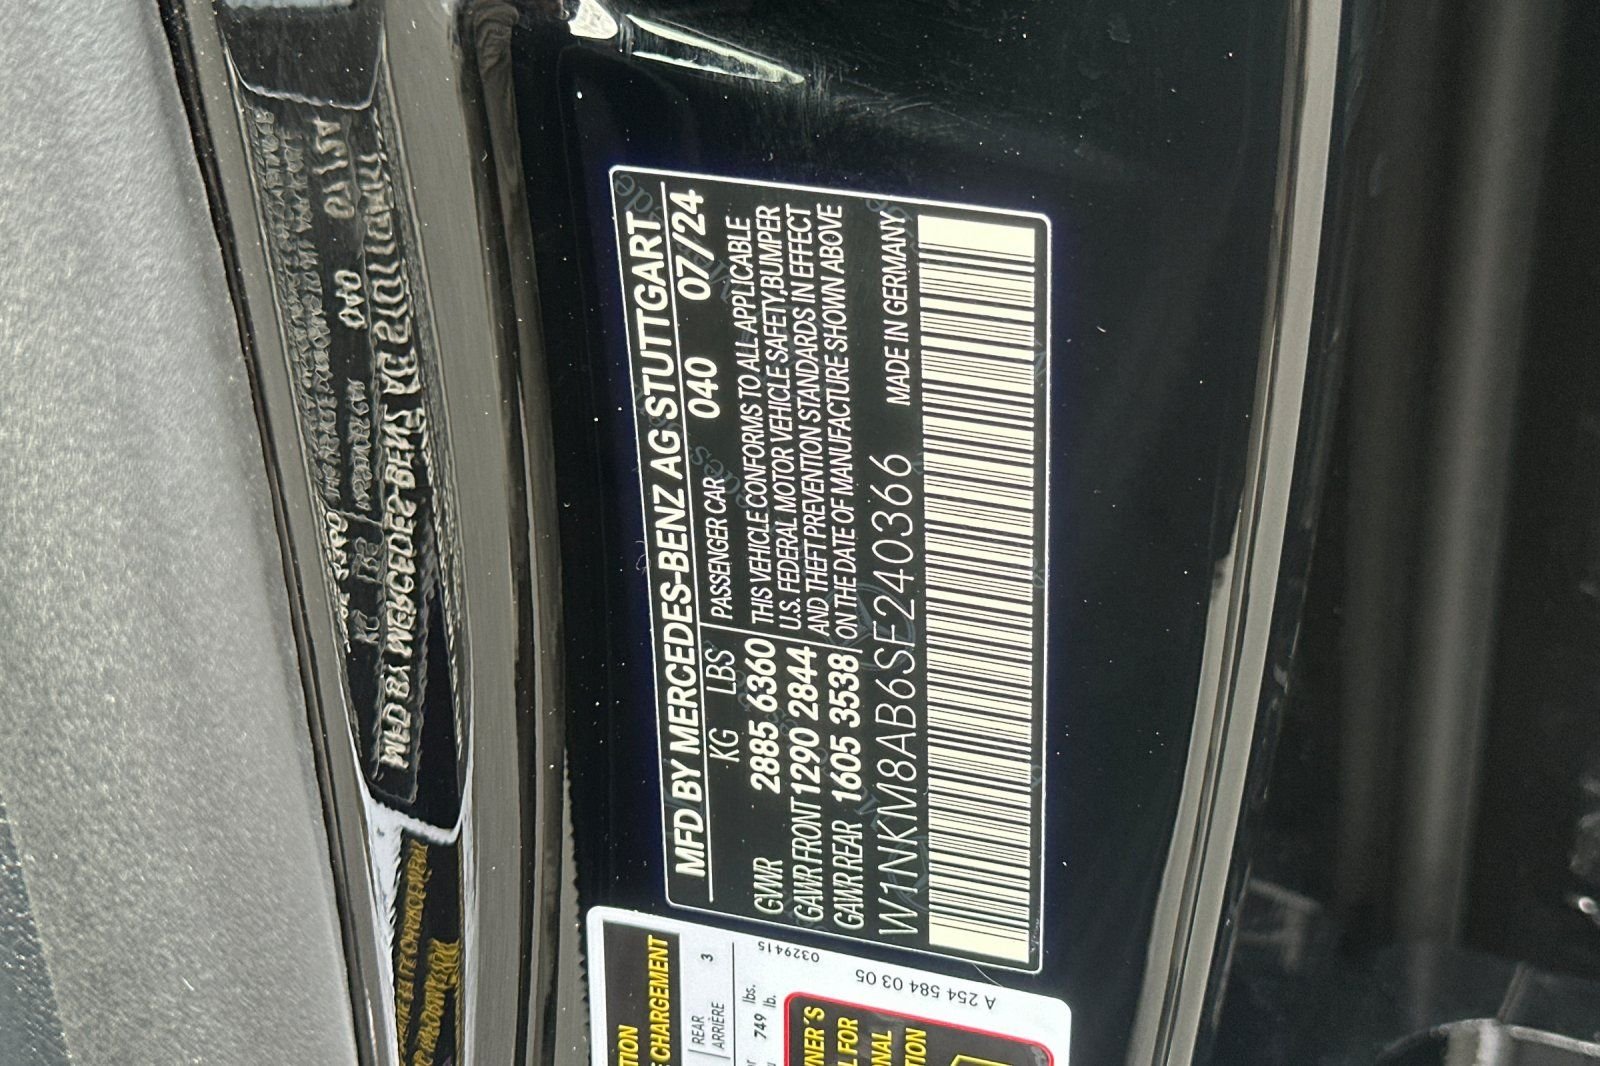 MFD BY MERCEDES-BENZ AG STUTTGART
KG LBS PASSENGER CAR 040 07/24
GVWR 2885 6360
GAWR FRONT 1290 2844
GAWR REAR 1605 3538
THIS VEHICLE CONFORMS TO ALL APPLICABLE
U.S. FEDERAL MOTOR VEHICLE SAFETY,BUMPER
AND THEFT PREVENTION STANDARDS IN EFFECT
ON THE DATE OF MANUFACTURE SHOWN ABOVE
W1NKM8AB6SF240366 MADE IN GERMANY
CHARGEMENT
REAR 3
ARRIÈRE
749 lbs.
lb.
0329415
A 254 584 03 05
FOR